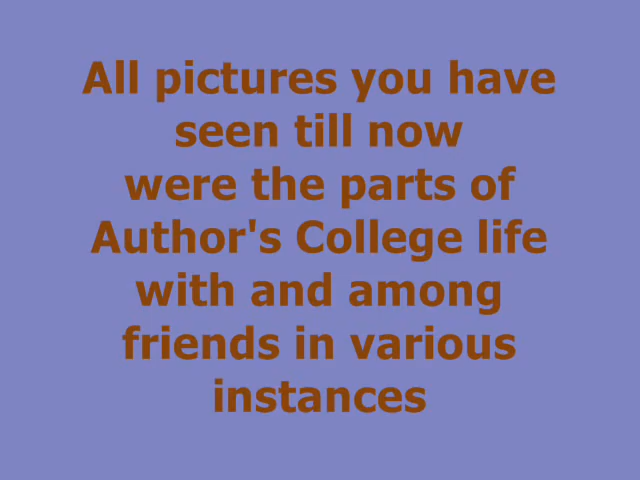 All pictures you have
seen till now
were the parts of
Author's College life
with and among
friends in various
instances